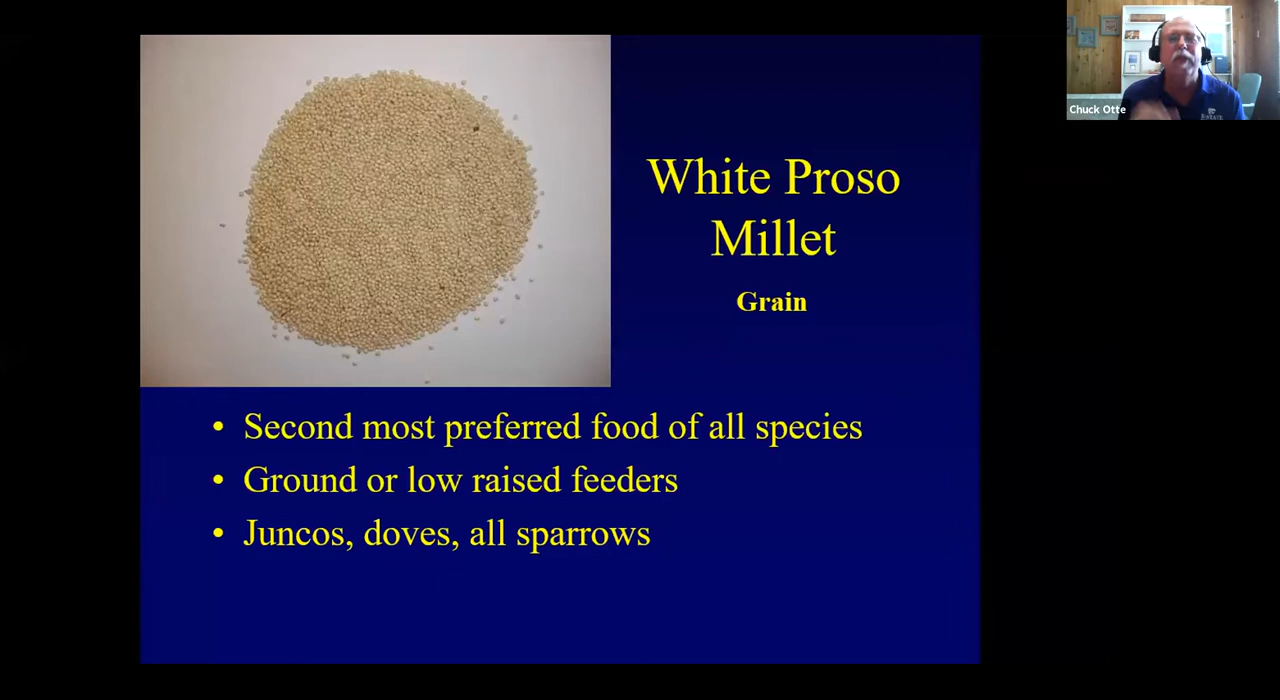 Chuck Otte
White Proso
Millet
Grain
• Second most preferred food of all species
• Ground or low raised feeders
• Juncos, doves, all sparrows